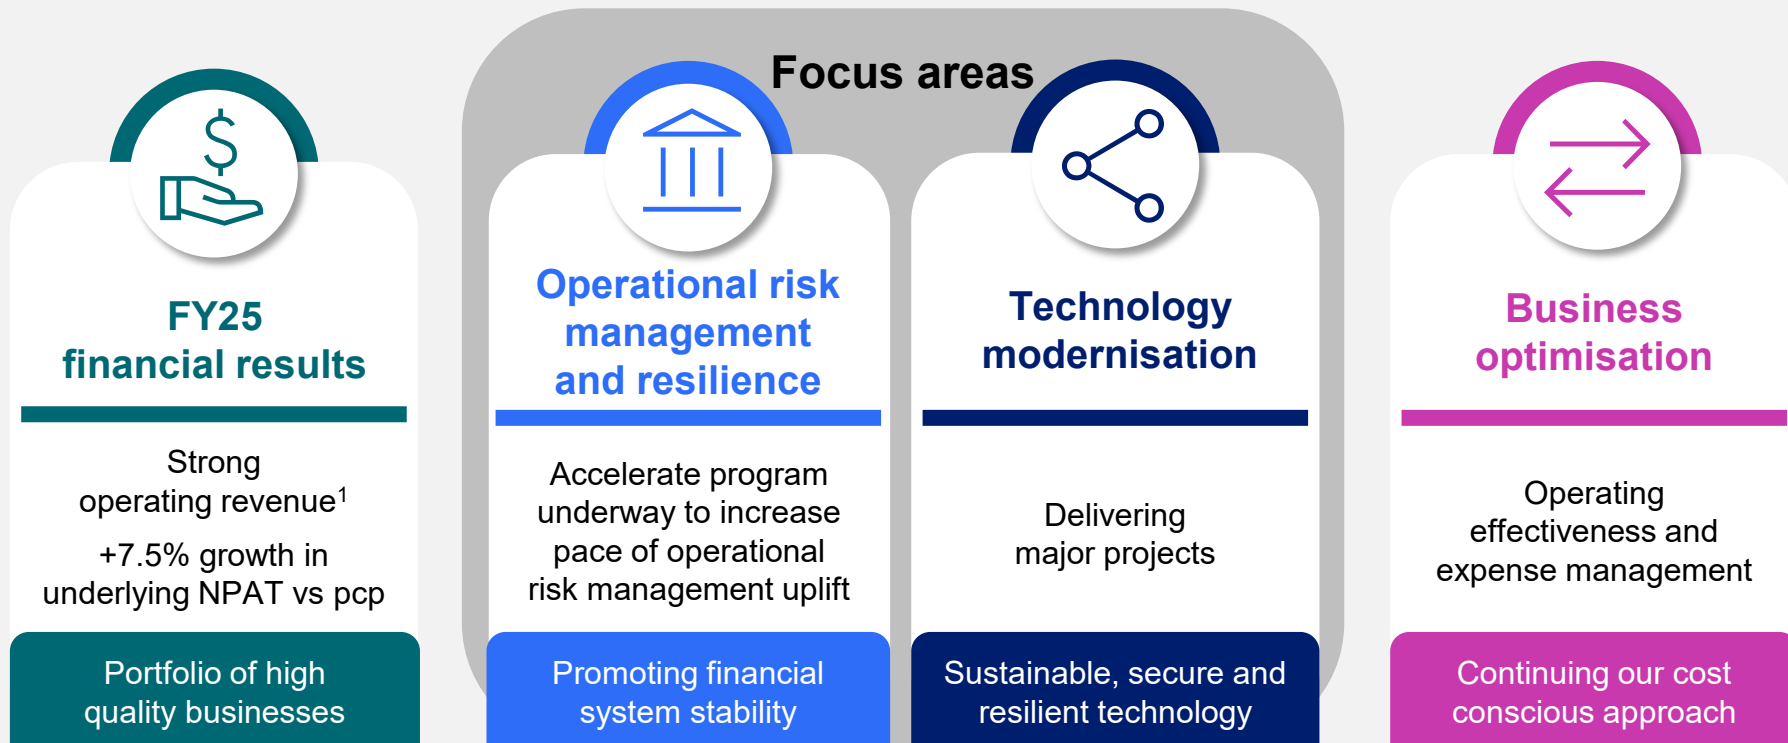 Focus areas
FY25
financial results
Strong
operating revenue¹
+7.5% growth in
underlying NPAT vs pcp
Portfolio of high
quality businesses
Operational risk
management
and resilience
Accelerate program
underway to increase
pace of operational
risk management uplift
Promoting financial
system stability
Technology
modernisation
Delivering
major projects
Sustainable, secure and
resilient technology
Business
optimisation
Operating
effectiveness and
expense management
Continuing our cost
conscious approach